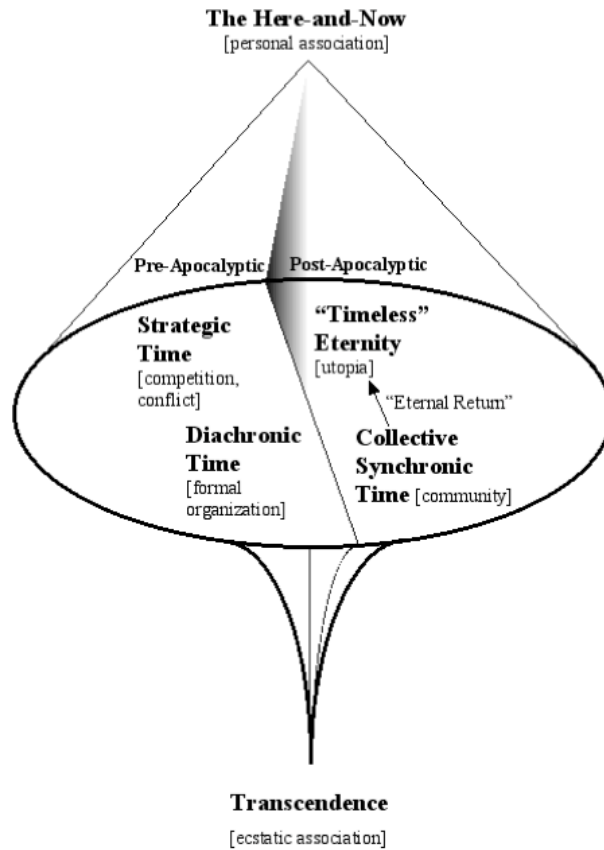 The Here-and-Now
[personal association]
Pre-Apocalyptic
Post-Apocalyptic
Strategic
Time
[competition,
conflict]
"Timeless"
Eternity
[utopia]
"Eternal Return"
Diachronic
Time
[formal
organization]
Collective
Synchronic
Time [community]
Transcendence
[ecstatic association]